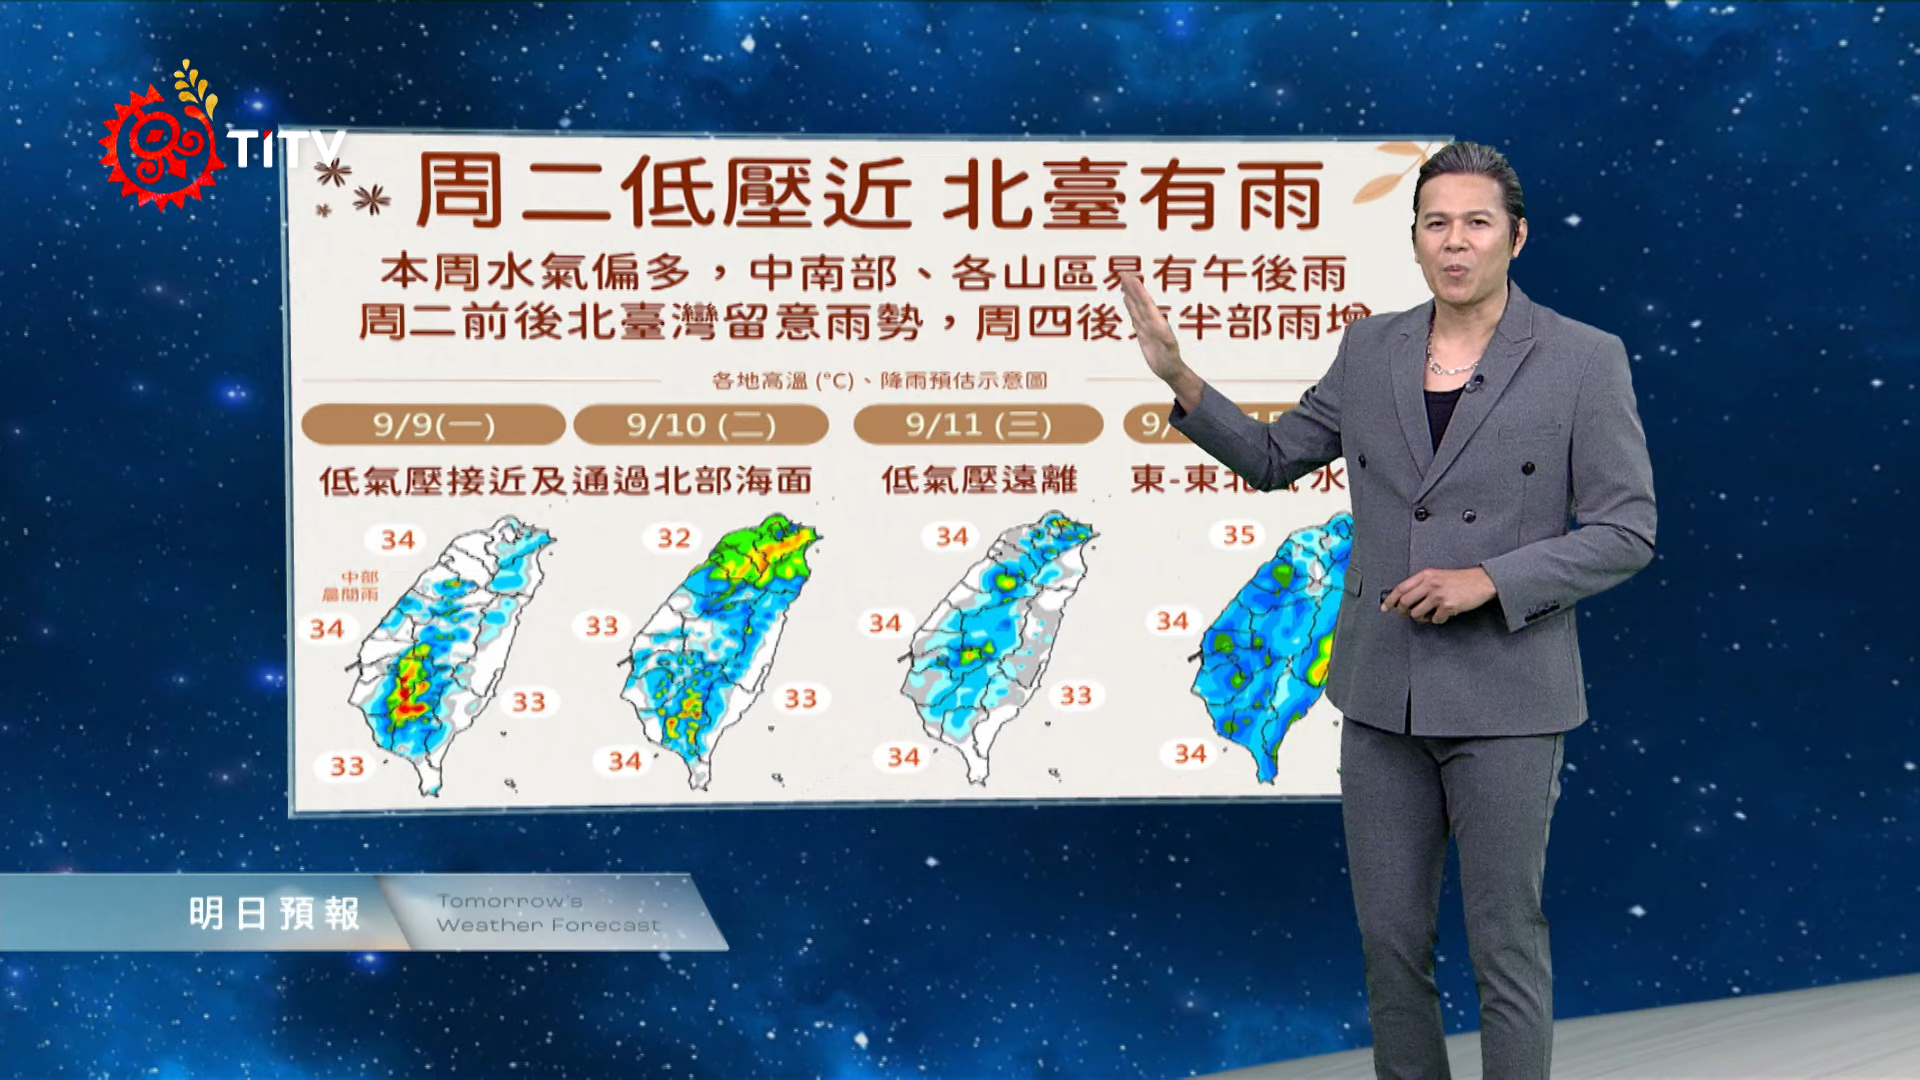 TITV
周二低壓近 北臺有雨
本周水氣偏多，中南部、各山區易有午後雨
周二前後北臺灣留意雨勢，周四後東半部雨增
各地高溫(°C)、降雨預估示意圖
9/9(一) 9/10 (二) 9/11 (三) 9/
低氣壓接近及通過北部海面 低氣壓遠離 東-東北風 水
34 32 34 35
中部
晨間雨
34 33 34 34
33 33 33
33 34 34 34
明日預報 Tomorrow's
Weather Forecast